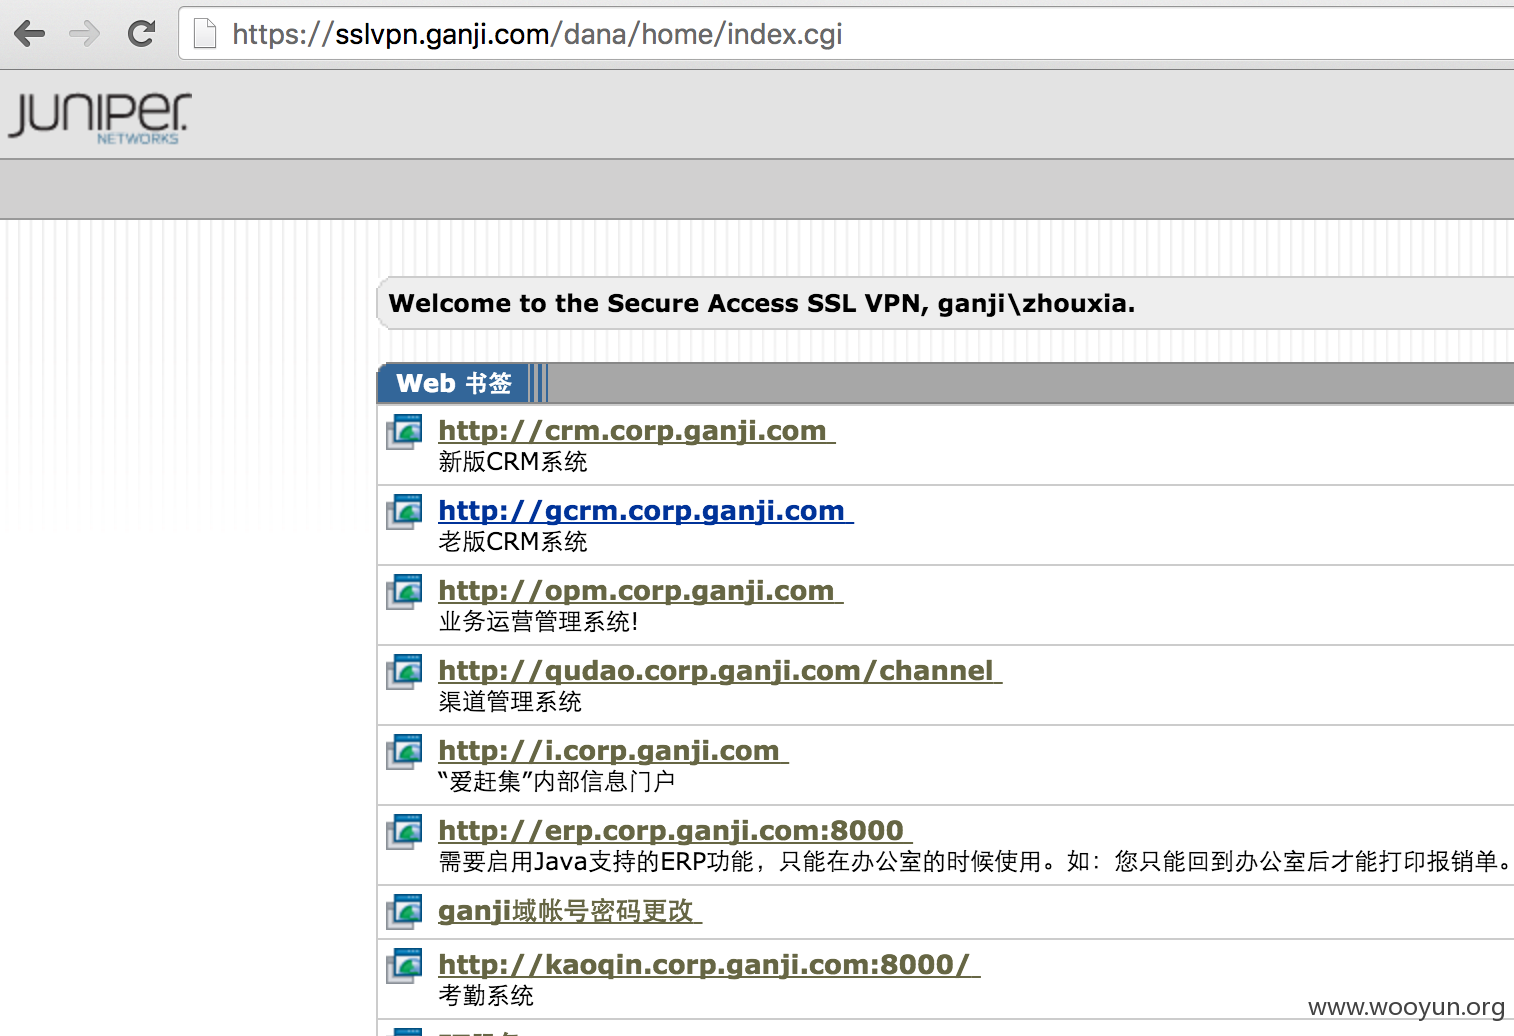 https://sslvpn.ganji.com/dana/home/index.cgi
JUNIPER
NETWORKS
Welcome to the Secure Access SSL VPN, ganji\zhouxia.
Web 书签
http://crm.corp.ganji.com
新版CRM系统
http://gcrm.corp.ganji.com
老版CRM系统
http://opm.corp.ganji.com
业务运营管理系统!
http://qudao.corp.ganji.com/channel
渠道管理系统
http://i.corp.ganji.com
“爱赶集”内部信息门户
http://erp.corp.ganji.com:8000
需要启用Java支持的ERP功能，只能在办公室的时候使用。如：您只能回到办公室后才能打印报销单。
ganji域帐号密码更改
http://kaoqin.corp.ganji.com:8000/
考勤系统
www.wooyun.org